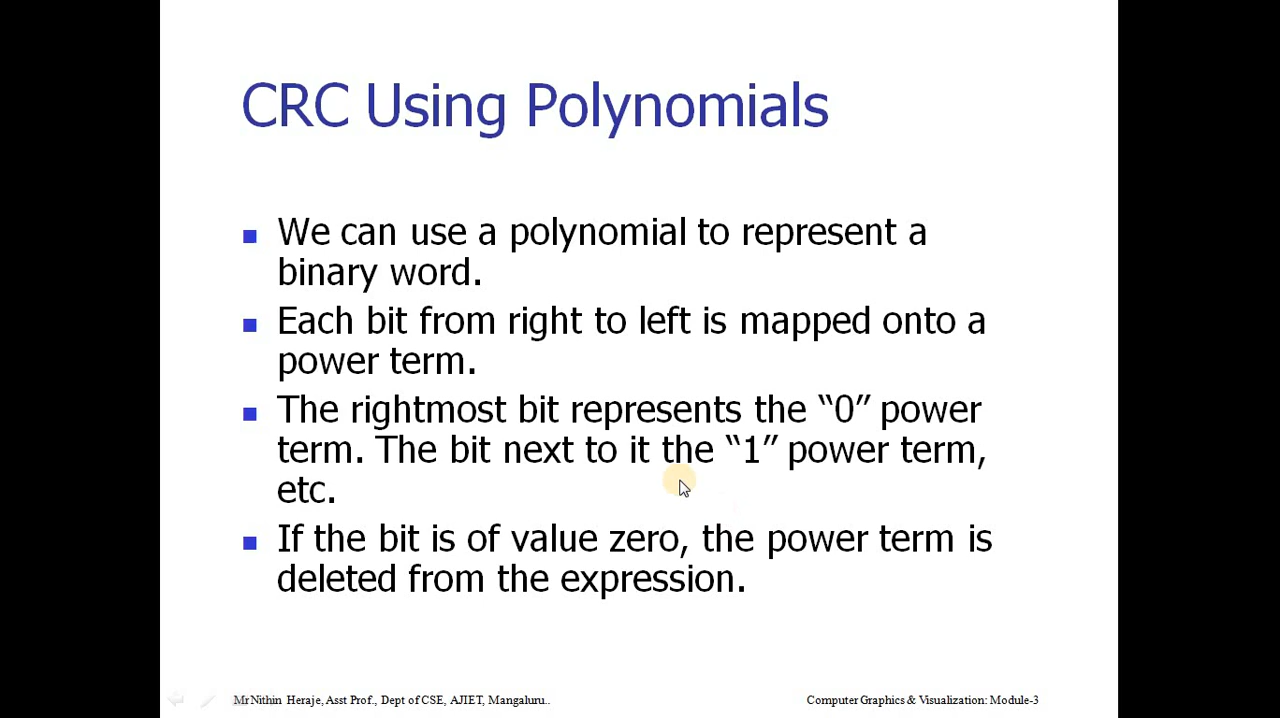 CRC Using Polynomials
We can use a polynomial to represent a
binary word.
Each bit from right to left is mapped onto a
power term.
The rightmost bit represents the “0” power
term. The bit next to it the “1” power term,
etc.
If the bit is of value zero, the power term is
deleted from the expression.
Mr Nithin Heraje, Asst Prof., Dept of CSE, AJIET, Mangaluru..
Computer Graphics & Visualization: Module-3